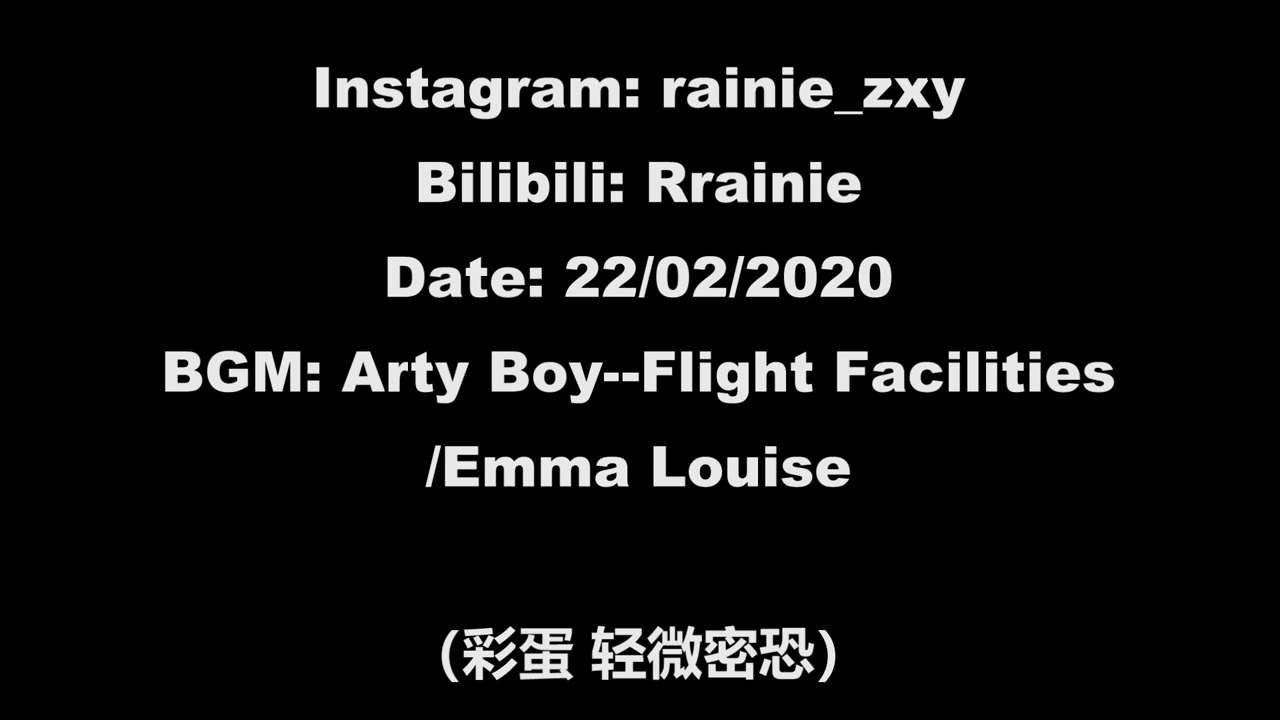 Instagram: rainie_zxy
Bilibili: Rrainie
Date: 22/02/2020
BGM: Arty Boy--Flight Facilities
/Emma Louise
(彩蛋 轻微密恐)